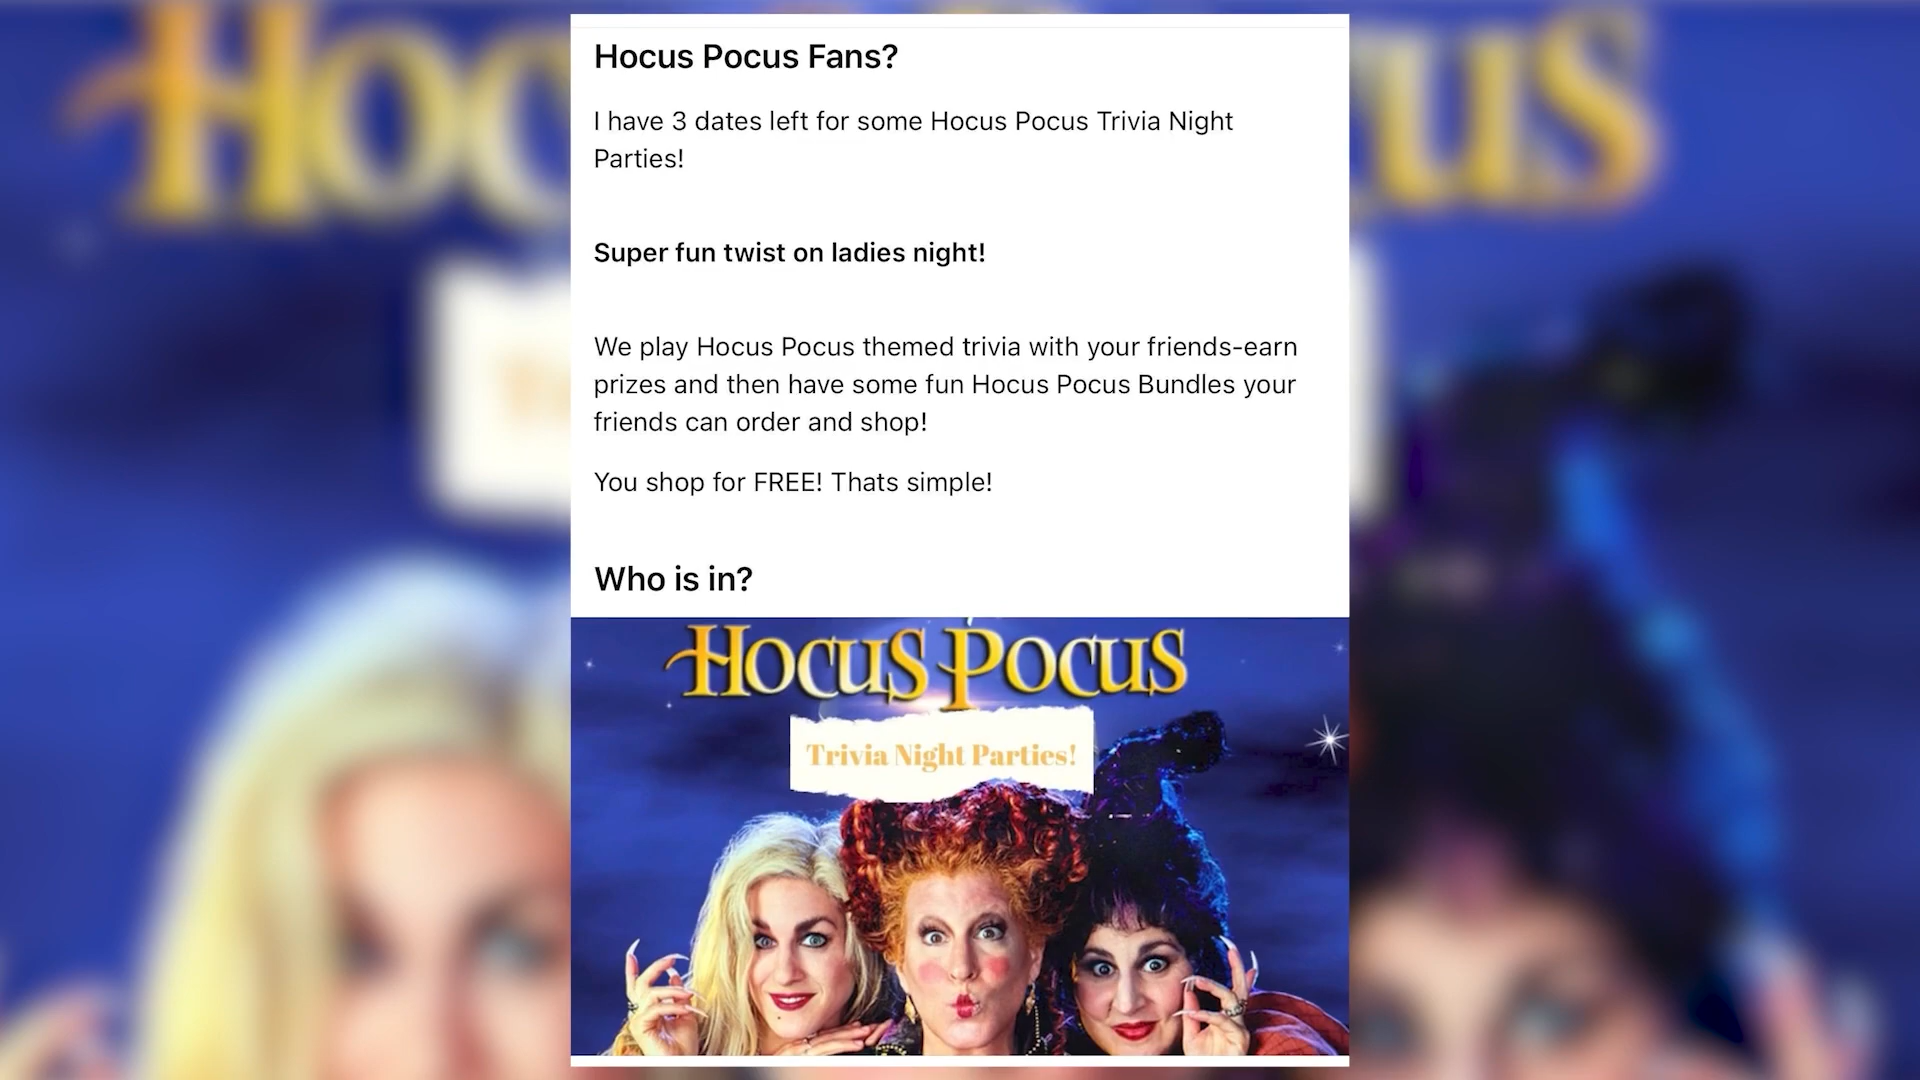 Hocus Pocus Fans?
I have 3 dates left for some Hocus Pocus Trivia Night
Parties!
Super fun twist on ladies night!
We play Hocus Pocus themed trivia with your friends-earn
prizes and then have some fun Hocus Pocus Bundles your
friends can order and shop!
You shop for FREE! Thats simple!
Who is in?
HOCUS POCUS
Trivia Night Parties!